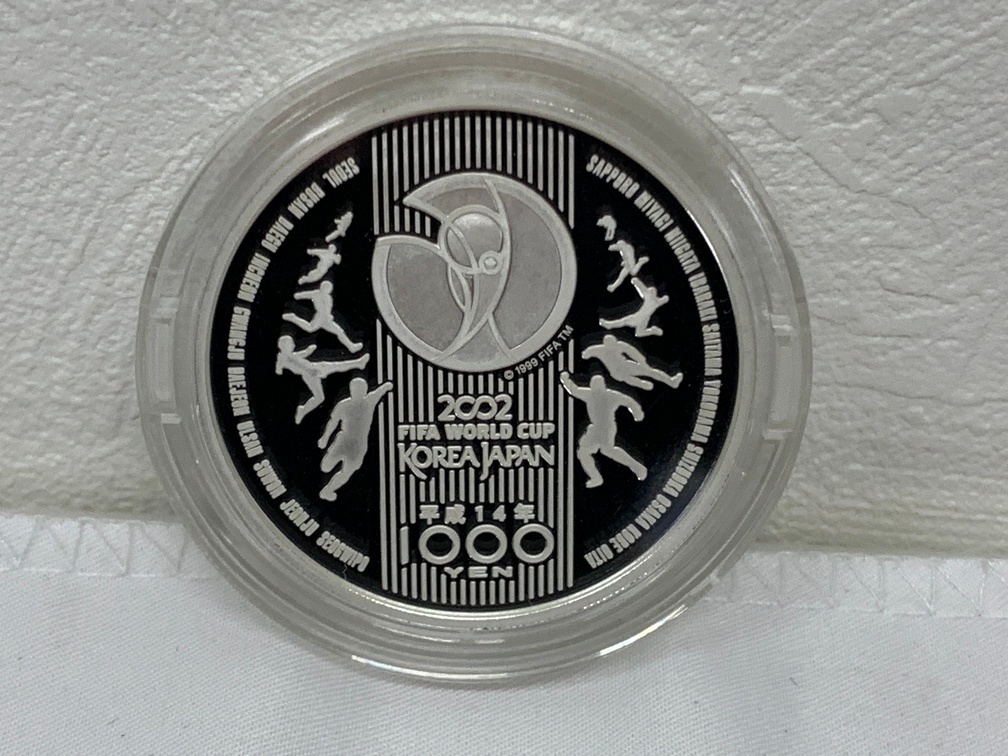 SEOUL BUSAN DAEGU INCHEON GWANGJU DAEJEON ULSAN SUWON JEONJU SEOGWIPO
SAPPORO MIYAGI NIIGATA IBARAKI SAITAMA YOKOHAMA SHIZUOKA OSAKA KOBE OITA
© 1999 FIFA TM
2002
FIFA WORLD CUP
KOREA JAPAN
平成14年
1000
YEN